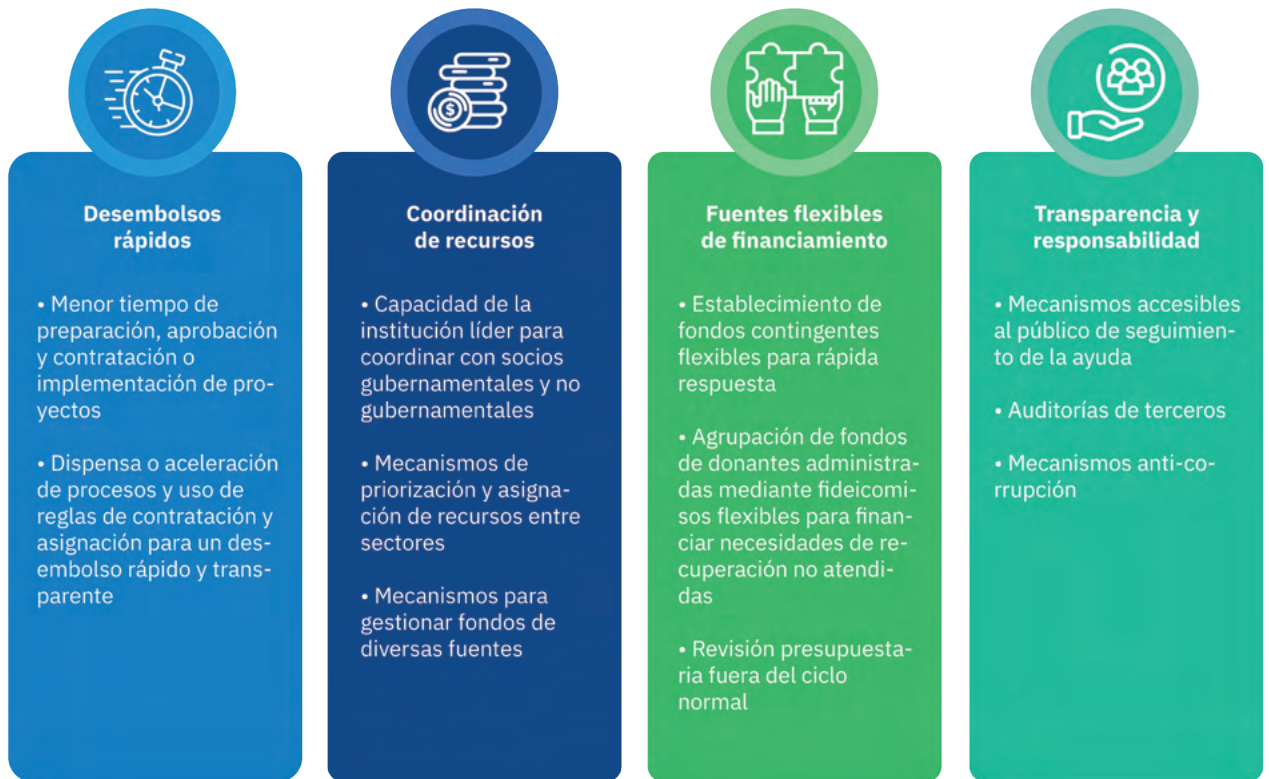 Desembolsos
rápidos
• Menor tiempo de
preparación, aprobación
y contratación o
implementación de pro-
yectos
• Dispensa o aceleración
de procesos y uso de
reglas de contratación y
asignación para un des-
embolso rápido y trans-
parente
$
Coordinación
de recursos
• Capacidad de la
institución líder para
coordinar con socios
gubernamentales y no
gubernamentales
• Mecanismos de
priorización y asigna-
ción de recursos entre
sectores
• Mecanismos para
gestionar fondos de
diversas fuentes
Fuentes flexibles
de financiamiento
• Establecimiento de
fondos contingentes
flexibles para rápida
respuesta
• Agrupación de fondos
de donantes administra-
das mediante fideicomi-
sos flexibles para finan-
ciar necesidades de re-
cuperación no atendi-
das
• Revisión presupuesta-
ria fuera del ciclo
normal
Transparencia y
responsabilidad
• Mecanismos accesibles
al público de seguimien-
to de la ayuda
• Auditorías de terceros
• Mecanismos anti-co-
rrupción